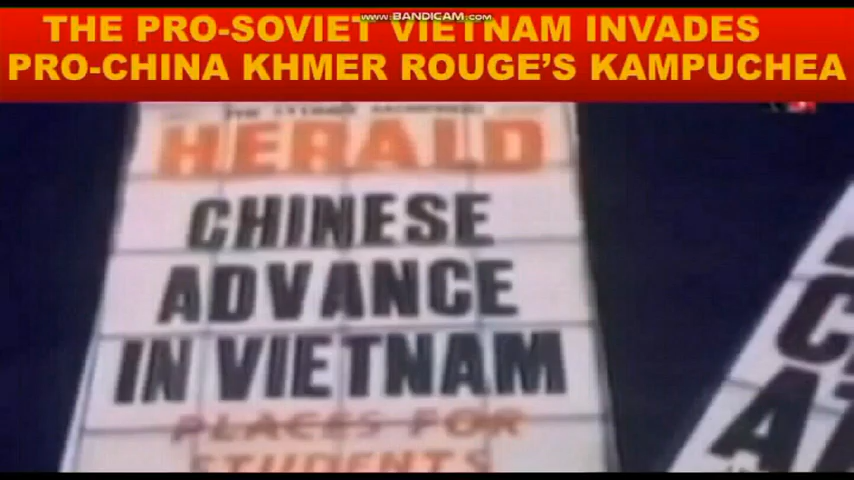 www.BANDICAM.com
THE PRO-SOVIET VIETNAM INVADES
PRO-CHINA KHMER ROUGE'S KAMPUCHEA
HERALD
CHINESE
ADVANCE
IN VIETNAM
PLACES FOR
STUDENTS